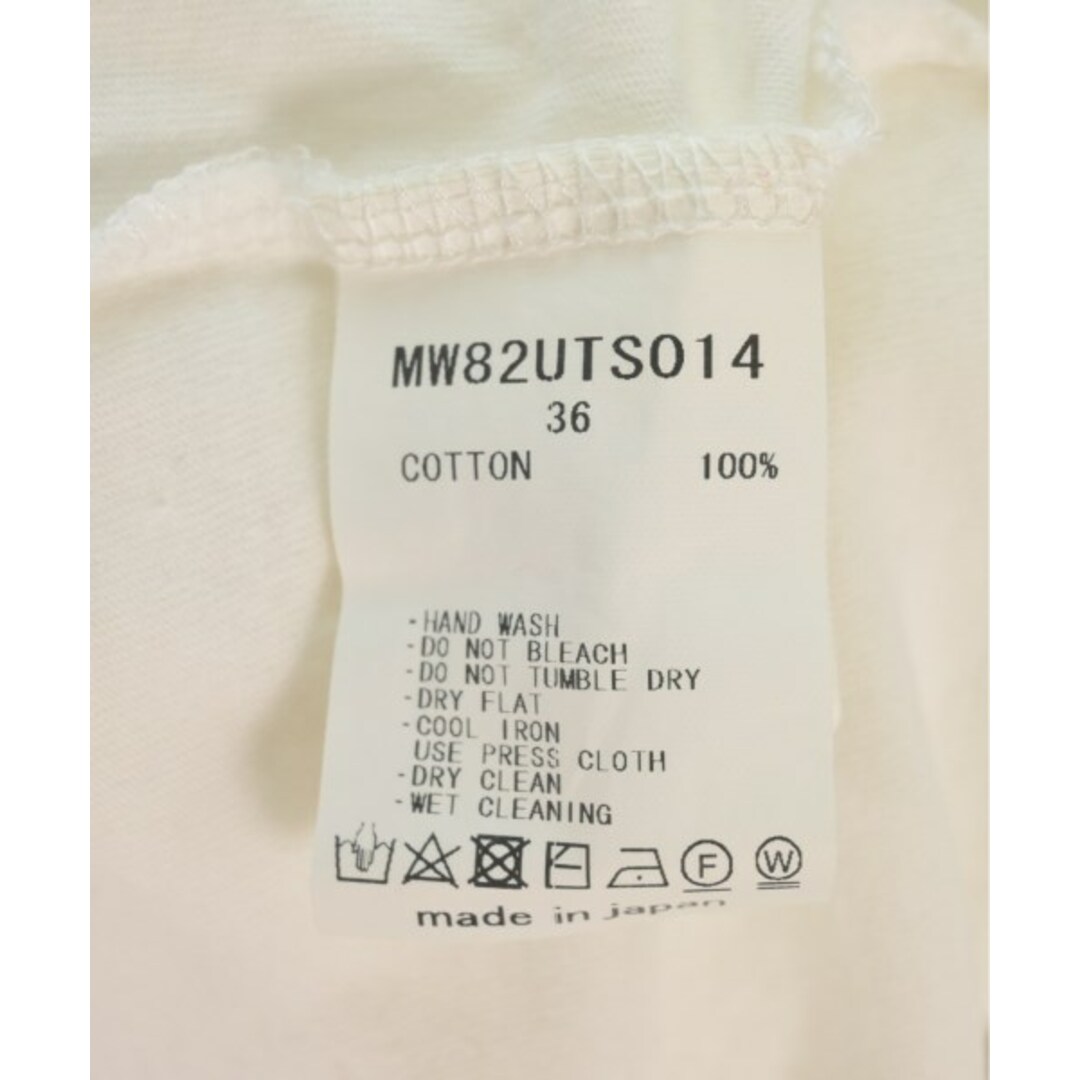 MW82UTS014
36
COTTON 100%
-HAND WASH
-DO NOT BLEACH
-DO NOT TUMBLE DRY
-DRY FLAT
-COOL IRON
USE PRESS CLOTH
-DRY CLEAN
-WET CLEANING
F W
made in japan